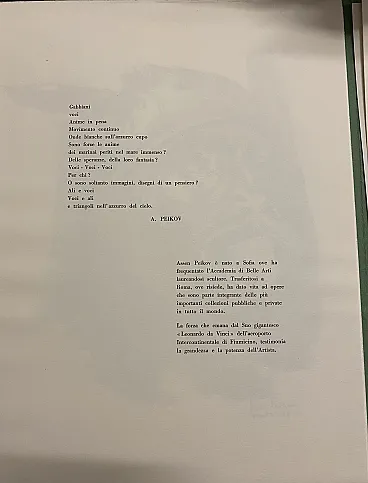 Gabbiani
voci
Anime in pena
Movimento continuo
Onde bianche sull'azzurro cupo
Sono forse le anime
dei marinai periti nel mare immenso?
Delle speranze, della loro fantasia?
Voci - Voci - Voci
Per chi?
O sono soltanto immagini, disegni di un pensiero?
Ali e voci
Voci e ali
e triangoli nell'azzurro del cielo.
A. PEIKOV
Assen Peikov è nato a Sofia ove ha
frequentato l'Accademia di Belle Arti
laureandosi scultore. Trasferitosi a
Roma, ove risiede, ha dato vita ad opere
che sono parte integrante delle più
importanti collezioni pubbliche e private
in tutto il mondo.
La forza che emana dal Suo gigantesco
« Leonardo da Vinci » dell'aeroporto
Intercontinentale di Fiumicino, testimonia
la grandezza e la potenza dell'Artista.